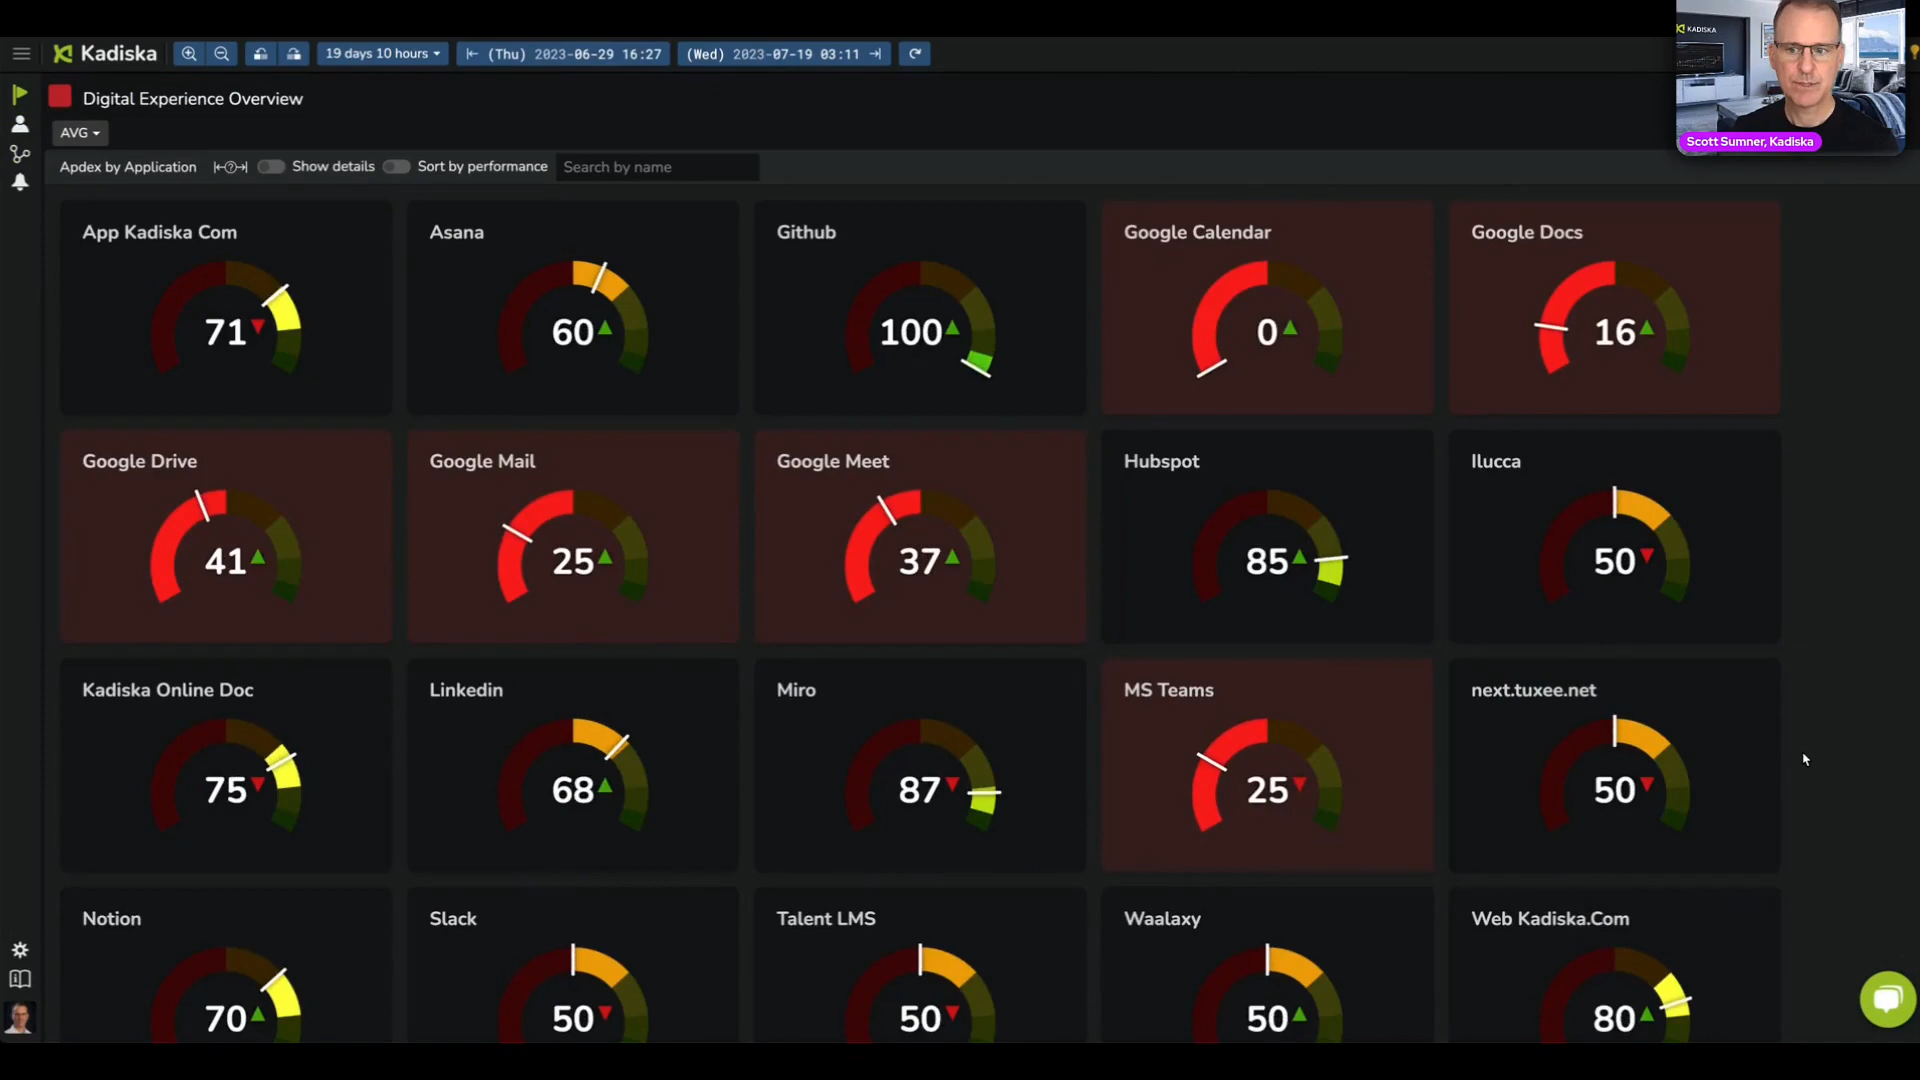 Kadiska
19 days 10 hours
(Thu) 2023-06-29 16:27
(Wed) 2023-07-19 03:11
KADISKA
Scott Sumner, Kadiska
Digital Experience Overview
AVG
Apdex by Application
Show details
Sort by performance
Search by name
App Kadiska Com
71
Asana
60
Github
100
Google Calendar
0
Google Docs
16
Google Drive
41
Google Mail
25
Google Meet
37
Hubspot
85
Ilucca
50
Kadiska Online Doc
75
Linkedin
68
Miro
87
MS Teams
25
next.tuxee.net
50
Notion
70
Slack
50
Talent LMS
50
Waalaxy
50
Web Kadiska.Com
80